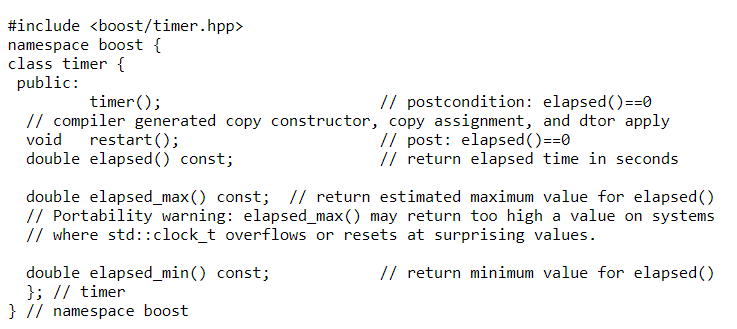 #include <boost/timer.hpp>
namespace boost {
class timer {
 public:
         timer();                        // postcondition: elapsed()==0
  // compiler generated copy constructor, copy assignment, and dtor apply
  void   restart();                      // post: elapsed()==0
  double elapsed() const;                // return elapsed time in seconds

  double elapsed_max() const;  // return estimated maximum value for elapsed()
  // Portability warning: elapsed_max() may return too high a value on systems
  // where std::clock_t overflows or resets at surprising values.

  double elapsed_min() const;            // return minimum value for elapsed()
  }; // timer
} // namespace boost